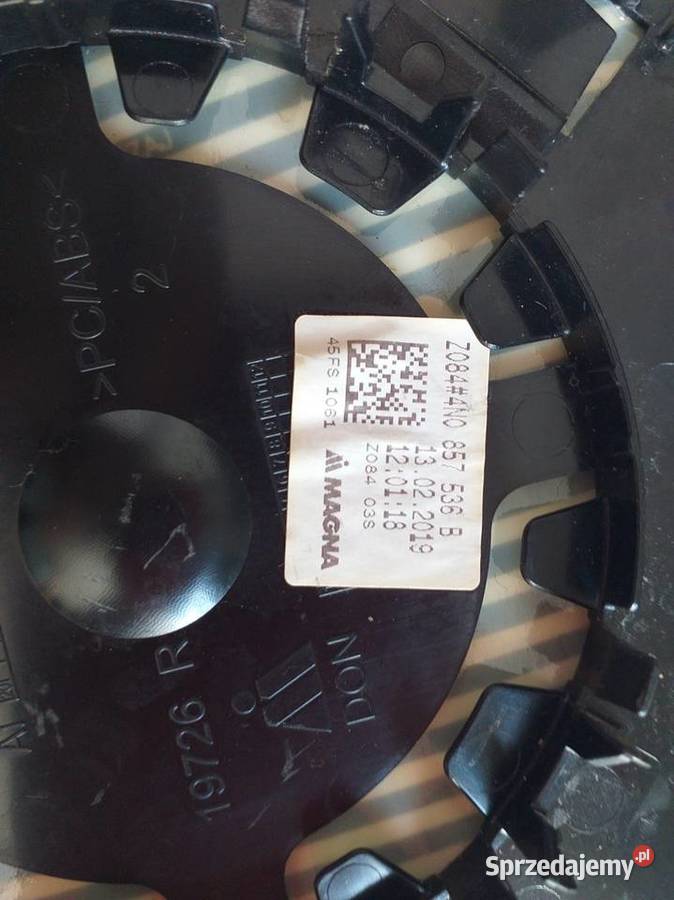 Z084#4N0 857 536 B
13.02.2019
12:01:18
Z084 03S
45FS 1061
MAGNA
>PC/ABS<
2
19726 R
DON
Sprzedajemy.pl